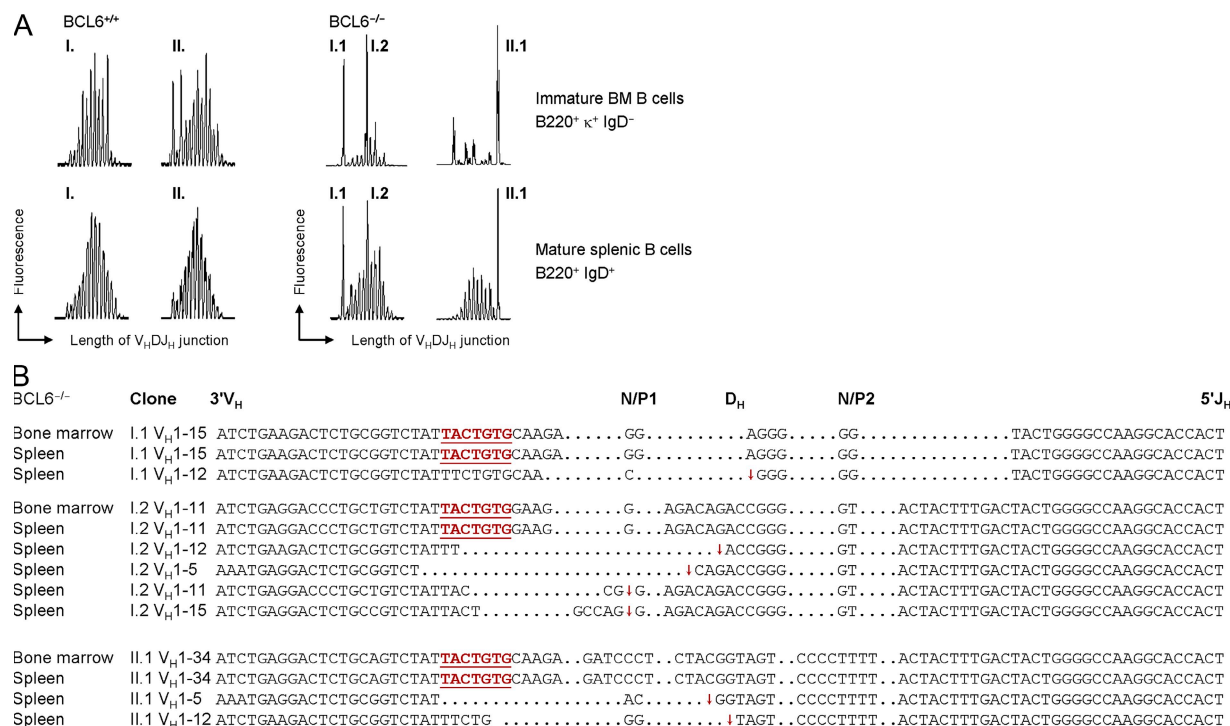 A
BCL6+/+ BCL6−/−
I. II. I.1 I.2 II.1
Immature BM B cells
B220+ κ+ IgD−
I. II. I.1 I.2 II.1
Mature splenic B cells
B220+ IgD+
Fluorescence Fluorescence
Length of VHDJH junction Length of VHDJH junction
B
BCL6−/− Clone 3'VH N/P1 DH N/P2 5'JH
Bone marrow I.1 VH1-15 ATCTGAAGACTCTGCGGTCTATTACTGTGCAAGA......GG.........AGGG.....GG...............TACTGGGGCCAAGGCACCACT
Spleen I.1 VH1-15 ATCTGAAGACTCTGCGGTCTATTACTGTGCAAGA......GG.........AGGG.....GG...............TACTGGGGCCAAGGCACCACT
Spleen I.1 VH1-12 ATCTGAAGACTCTGCGGTCTATTTCTGTGCAA........C..........↓GGG.....GG...............TACTGGGGCCAAGGCACCACT
Bone marrow I.2 VH1-11 ATCTGAGGACCCTGCTGTCTATTACTGTGGAAG.......G...AGACAGACCGGG.....GT....ACTACTTTGACTACTGGGGCCAAGGCACCACT
Spleen I.2 VH1-11 ATCTGAGGACCCTGCTGTCTATTACTGTGGAAG.......G...AGACAGACCGGG.....GT....ACTACTTTGACTACTGGGGCCAAGGCACCACT
Spleen I.2 VH1-12 ATCTGAAGACTCTGCGGTCTATTT.........................↓ACCGGG.....GT....ACTACTTTGACTACTGGGGCCAAGGCACCACT
Spleen I.2 VH1-5 AAATGAGGACTCTGCGGTCT..........................↓CAGACCGGG.....GT....ACTACTTTGACTACTGGGGCCAAGGCACCACT
Spleen I.2 VH1-11 ATCTGAGGACTCTGCCTGTCTATTAC.............CG↓G..AGACAGACCGGG.....GT....ACTACTTTGACTACTGGGGCCAAGGCACCACT
Spleen I.2 VH1-15 ATCTGAGGACTCTGCCGTCTATTACT.........GCCAG↓G..AGACAGACCGGG.....GT....ACTACTTTGACTACTGGGGCCAAGGCACCACT
Bone marrow II.1 VH1-34 ATCTGAGGACTCTGCAGTCTATTACTGTGCAAGA..GATCCCT..CTACGGTAGT..CCCCTTTT..ACTACTTTGACTACTGGGGCCAAGGCACCACT
Spleen II.1 VH1-34 ATCTGAGGACTCTGCAGTCTATTACTGTGCAAGA..GATCCCT..CTACGGTAGT..CCCCTTTT..ACTACTTTGACTACTGGGGCCAAGGCACCACT
Spleen II.1 VH1-5 AAATGAGGACTCTGCGGTCTAT..................AC......↓GGTAGT..CCCCTTTT..ACTACTTTGACTACTGGGGCCAAGGCACCACT
Spleen II.1 VH1-12 ATCTGAAGACTCTGCGGTCTATTTCTG ............GG........↓TAGT..CCCCTTTT..ACTACTTTGACTACTGGGGCCAAGGCACCACT